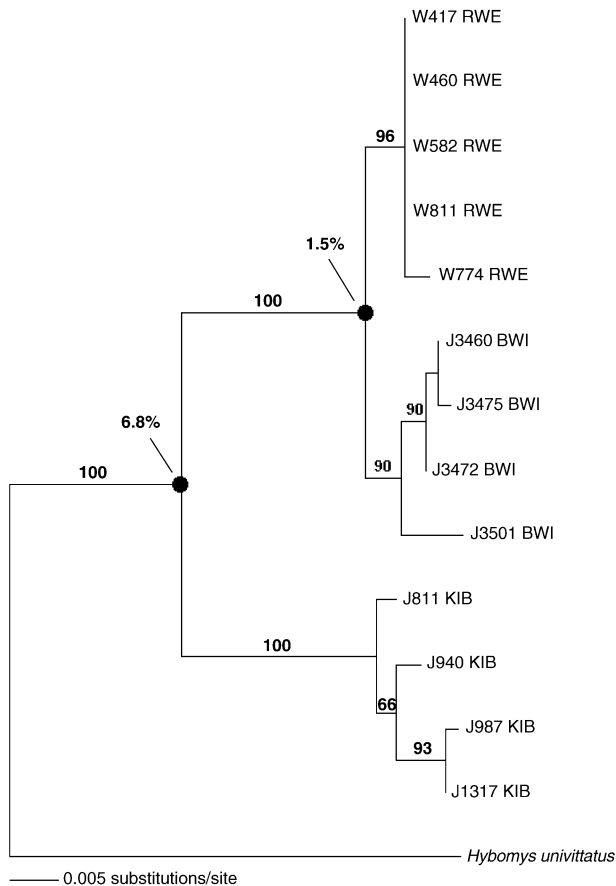 W417 RWE
W460 RWE
96
W582 RWE
W811 RWE
1.5%
W774 RWE
100
J3460 BWI
90
J3475 BWI
6.8%
90
J3472 BWI
100
J3501 BWI
J811 KIB
100
J940 KIB
66
J987 KIB
93
J1317 KIB
Hybomys univittatus
0.005 substitutions/site